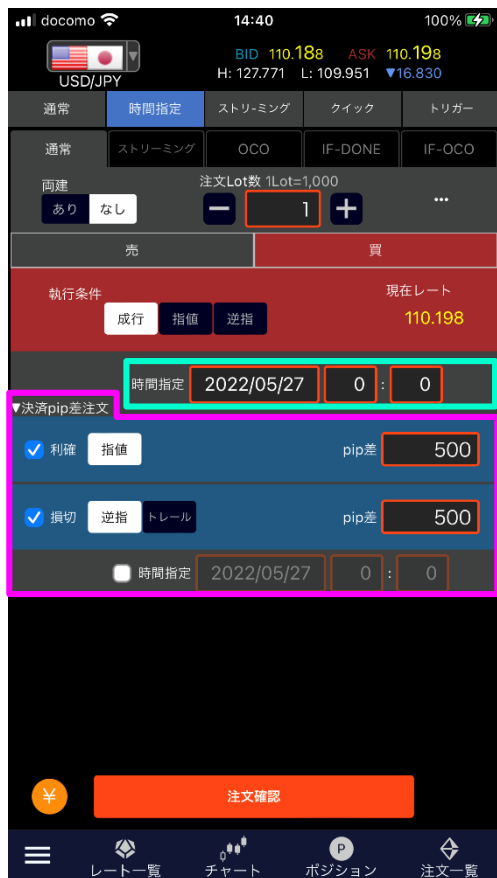 docomo 14:40 100%
BID 110.188 ASK 110.198
USD/JPY H: 127.771 L: 109.951 ▼16.830
通常 時間指定 ストリ-ミング クイック トリガー
通常 ストリーミング OCO IF-DONE IF-OCO
両建 注文Lot数 1Lot=1,000
あり なし － 1 ＋ ...
売 買
執行条件 現在レート
成行 指値 逆指 110.198
時間指定 2022/05/27 0 : 0
▼決済pip差注文
利確 指値 pip差 500
損切 逆指 トレール pip差 500
時間指定 2022/05/27 0 : 0
¥ 注文確認
P
レート一覧 チャート ポジション 注文一覧